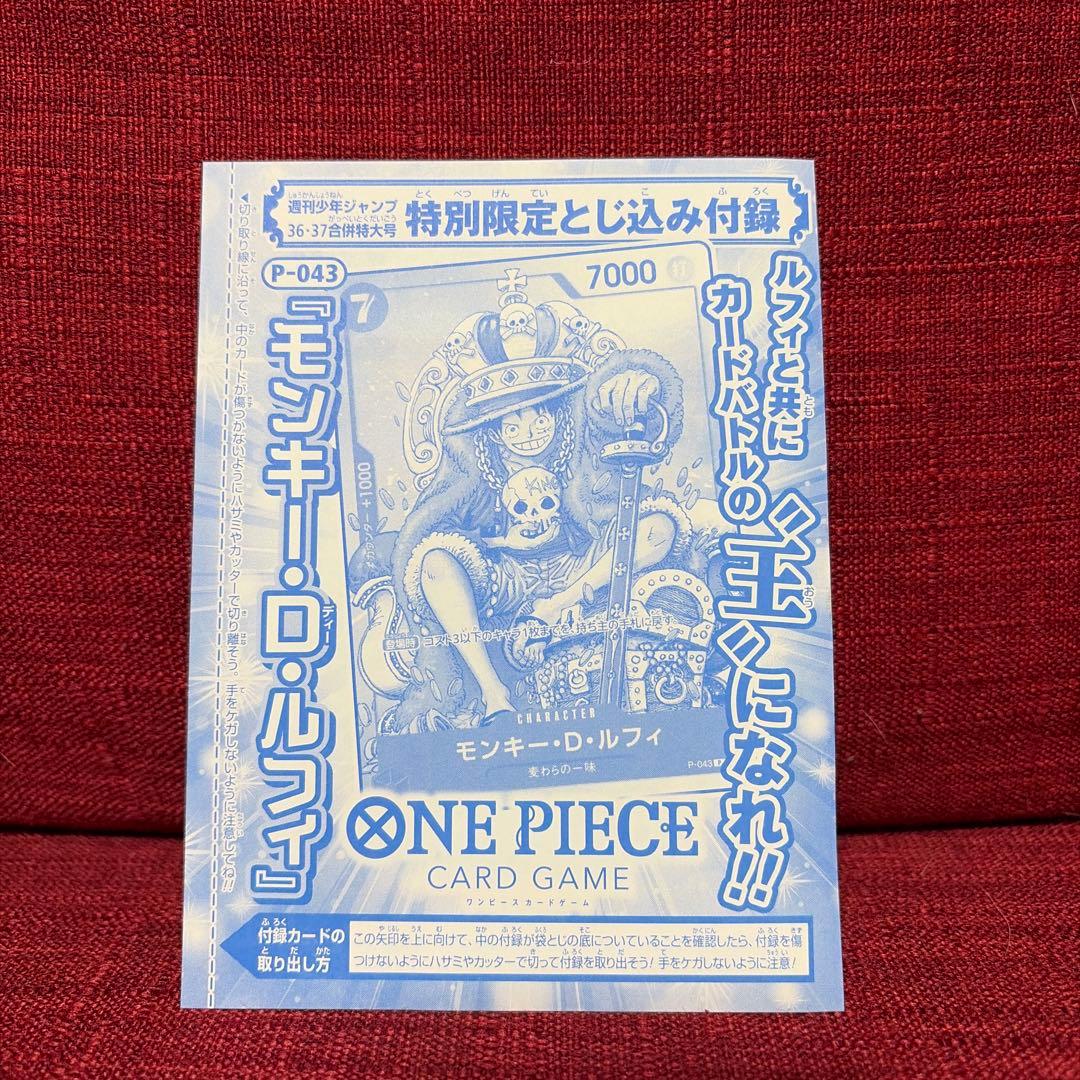 週刊少年ジャンプ
36・37合併特大号
特別限定とじ込み付録
P-043
『モンキー・D・ルフィ』
ルフィと共に
カードバトルの
〝王〟になれ!!
◀切り取り線に沿って、中のカードが傷つかないようにハサミやカッターで切り離そう。手をケガしないように注意してね!!
7
7000
打
カウンター +1000
登場時 コスト3以下のキャラ1枚までを、持ち主の手札に戻す。
CHARACTER
モンキー・D・ルフィ
麦わらの一味
P-043
ONE PIECE
CARD GAME
ワンピースカードゲーム
付録カードの
取り出し方
この矢印を上に向けて、中の付録が袋とじの底についていることを確認したら、付録を傷
つけないようにハサミやカッターで切って付録を取り出そう! 手をケガしないように注意!